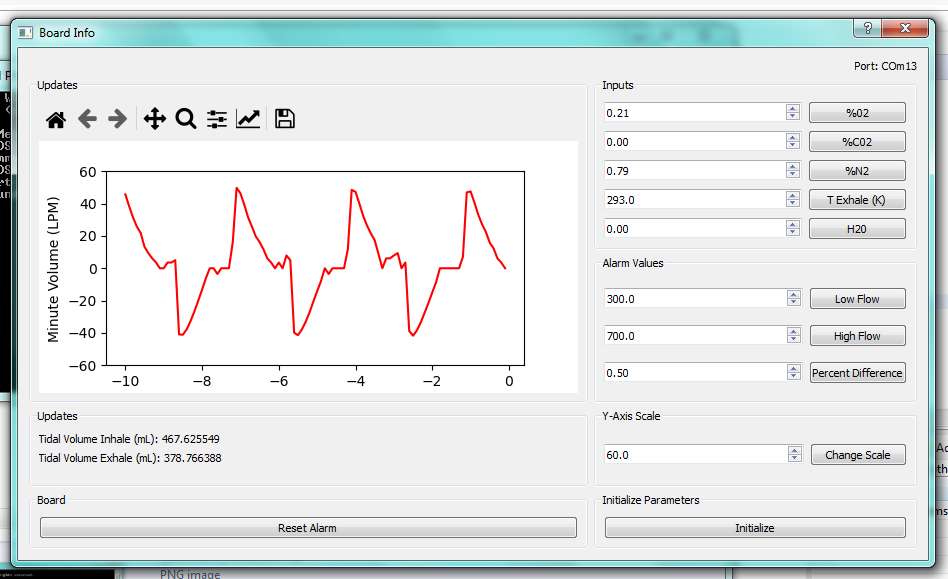 Board Info
Port: COm13
Updates
60
40
20
0
−20
−40
−60
Minute Volume (LPM)
−10
−8
−6
−4
−2
0
Updates
Tidal Volume Inhale (mL): 467.625549
Tidal Volume Exhale (mL): 378.766388
Board
Reset Alarm
Inputs
0.21 %02
0.00 %C02
0.79 %N2
293.0 T Exhale (K)
0.00 H20
Alarm Values
300.0 Low Flow
700.0 High Flow
0.50 Percent Difference
Y-Axis Scale
60.0 Change Scale
Initialize Parameters
Initialize
PNG image